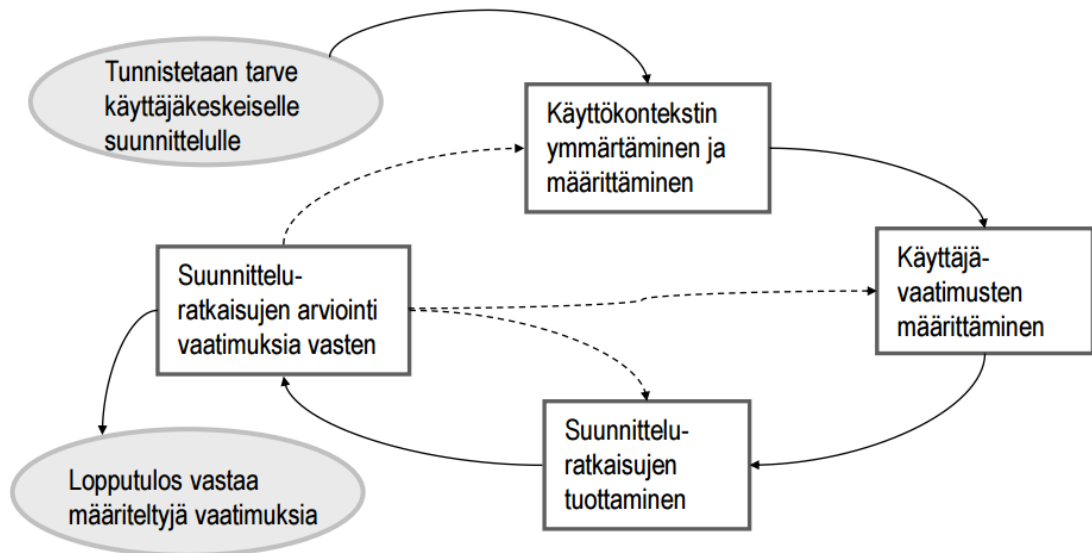 Tunnistetaan tarve
käyttäjäkeskeiselle
suunnittelulle
Käyttökontekstin
ymmärtäminen ja
määrittäminen
Käyttäjä-
vaatimusten
määrittäminen
Suunnittelu-
ratkaisujen arviointi
vaatimuksia vasten
Suunnittelu-
ratkaisujen
tuottaminen
Lopputulos vastaa
määriteltyjä vaatimuksia